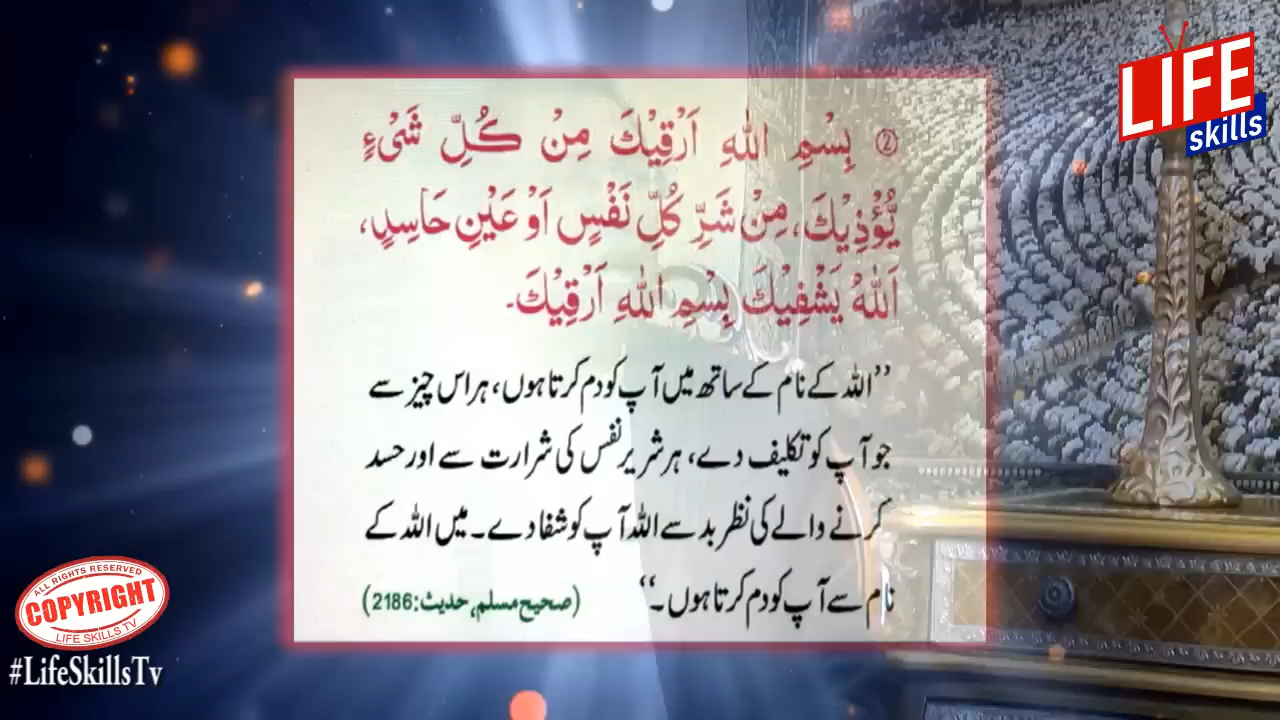 LIFE
skills
② بِسْمِ اللهِ اَرْقِيْكَ مِنْ كُلِّ شَيْءٍ
يُّؤْذِيْكَ، مِنْ شَرِّ كُلِّ نَفْسٍ اَوْ عَيْنِ حَاسِدٍ،
اَللهُ يَشْفِيْكَ بِسْمِ اللهِ اَرْقِيْكَ۔
’’اللہ کے نام کے ساتھ میں آپ کو دم کرتا ہوں، ہر اس چیز سے
جو آپ کو تکلیف دے، ہر شریر نفس کی شرارت سے اور حسد
کرنے والے کی نظر بد سے اللہ آپ کو شفا دے۔ میں اللہ کے
نام سے آپ کو دم کرتا ہوں۔‘‘ (صحیح مسلم، حدیث: 2186)
ALL RIGHTS RESERVED
COPYRIGHT
LIFE SKILLS TV
#LifeSkillsTv